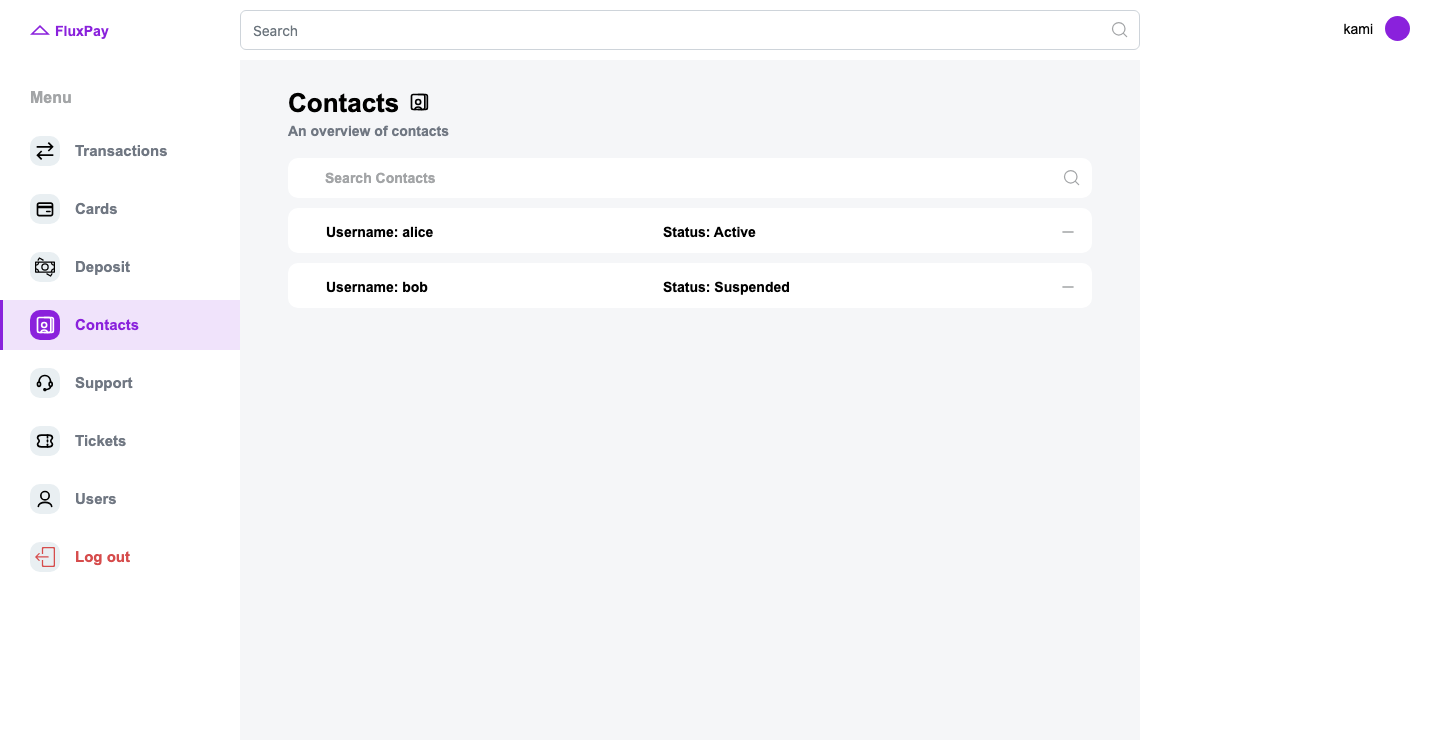 FluxPay
Search
kami
Menu
Transactions
Cards
Deposit
Contacts
Support
Tickets
Users
Log out
Contacts
An overview of contacts
Search Contacts
Username: alice Status: Active
Username: bob Status: Suspended